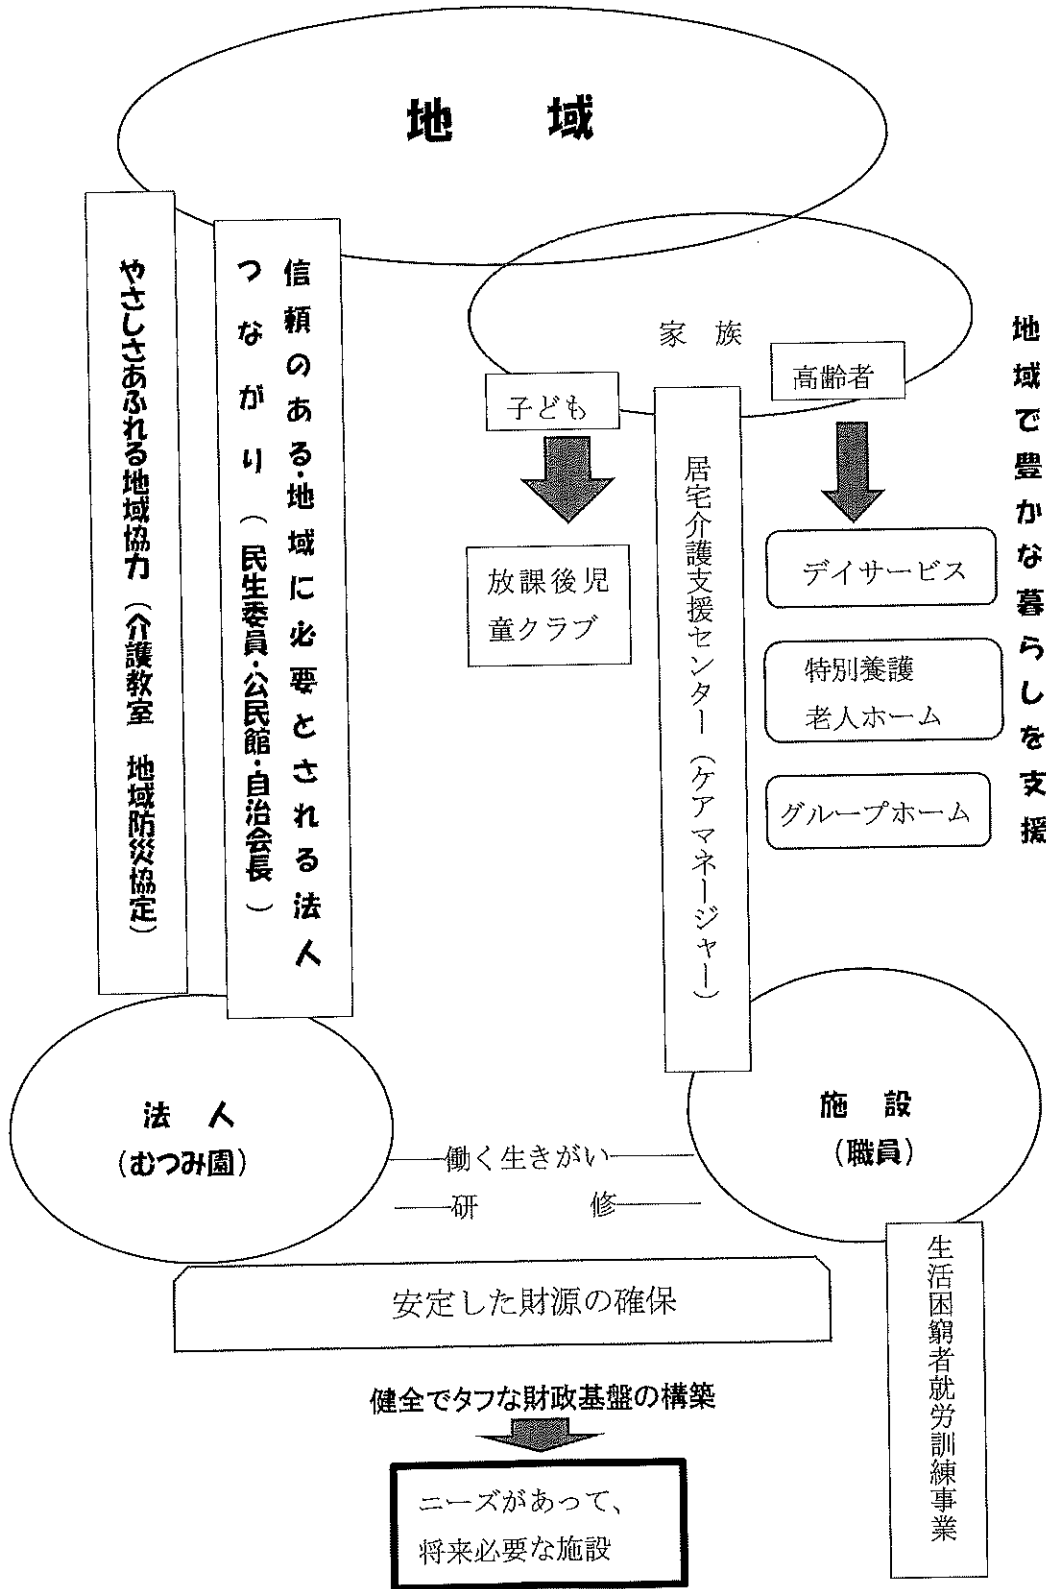 地　域
やさしさあふれる地域協力（介護教室　地域防災協定）
信頼のある・地域に必要とされる法人
つながり（民生委員・公民館・自治会長）
家　族
子ども
高齢者
放課後児
童クラブ
居宅介護支援センター（ケアマネージャー）
デイサービス
特別養護
老人ホーム
グループホーム
地域で豊かな暮らしを支援
法　人
（むつみ園）
施　設
（職員）
働く生きがい
研　修
安定した財源の確保
生活困窮者就労訓練事業
健全でタフな財政基盤の構築
ニーズがあって、
将来必要な施設